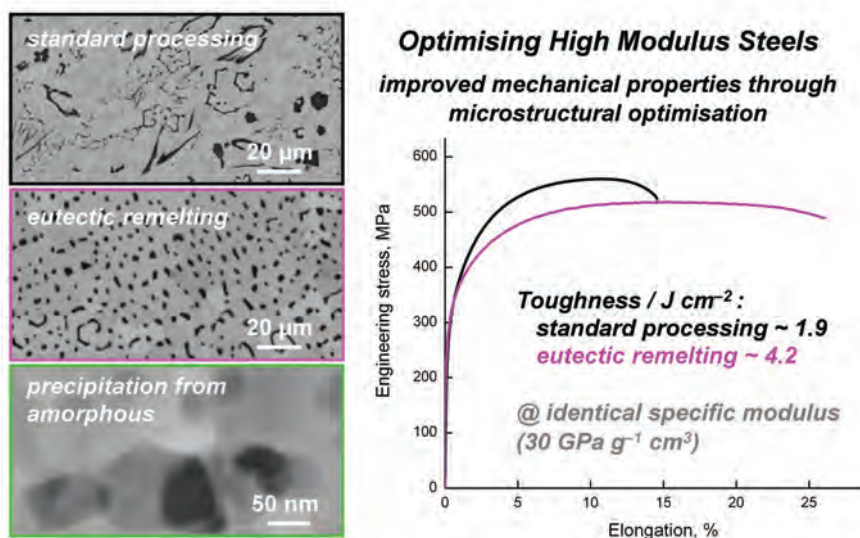 standard processing
20 µm
eutectic remelting
20 µm
precipitation from
amorphous
50 nm
Optimising High Modulus Steels
improved mechanical properties through
microstructural optimisation
Engineering stress, MPa
600
500
400
300
200
100
0
0 5 10 15 20 25
Elongation, %
Toughness / J cm⁻² :
standard processing ~ 1.9
eutectic remelting ~ 4.2
@ identical specific modulus
(30 GPa g⁻¹ cm³)